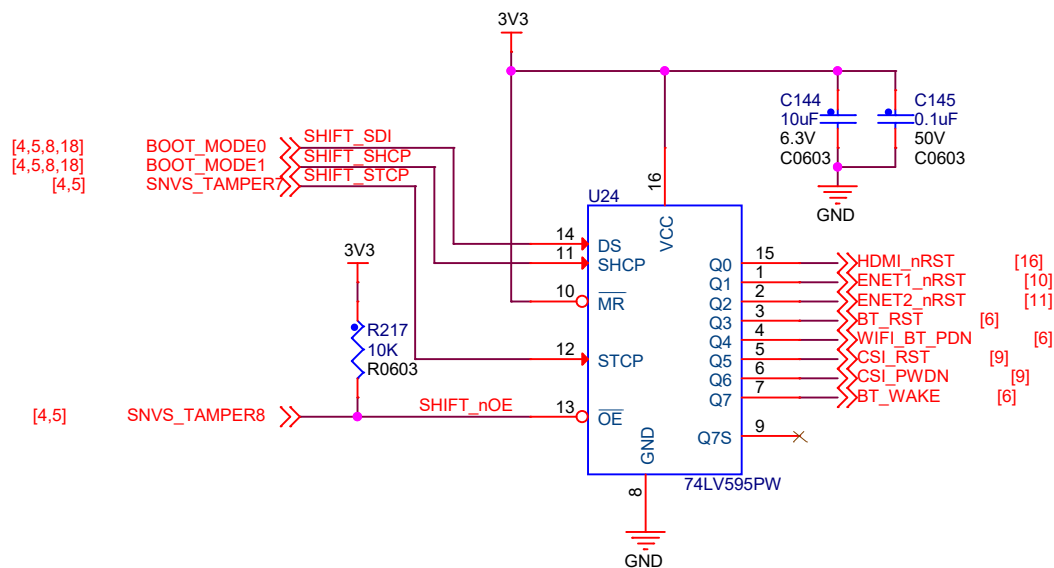 3V3
C144
10uF
6.3V
C0603
C145
0.1uF
50V
C0603
GND
[4,5,8,18] BOOT_MODE0 SHIFT_SDI
[4,5,8,18] BOOT_MODE1 SHIFT_SHCP
[4,5] SNVS_TAMPER7 SHIFT_STCP
U24
16
VCC
3V3
R217
10K
R0603
14 DS
11 SHCP
10 MR
12 STCP
[4,5] SNVS_TAMPER8 SHIFT_nOE 13 OE
Q0 15 HDMI_nRST [16]
Q1 1 ENET1_nRST [10]
Q2 2 ENET2_nRST [11]
Q3 3 BT_RST [6]
Q4 4 WIFI_BT_PDN [6]
Q5 5 CSI_RST [9]
Q6 6 CSI_PWDN [9]
Q7 7 BT_WAKE [6]
Q7S 9
GND
8
74LV595PW
GND